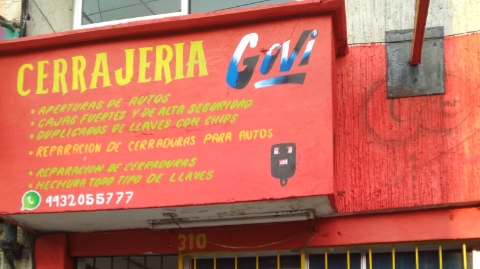 CERRAJERIA GoVi
• APERTURAS DE AUTOS
• CAJAS FUERTES Y DE ALTA SEGURIDAD
• DUPLICADOS DE LLAVES CON CHIPS
• REPARACION DE CERRADURAS PARA AUTOS
• REPARACION DE CERRADURAS
• HECHURA TODO TIPO DE LLAVES
9932055777
310